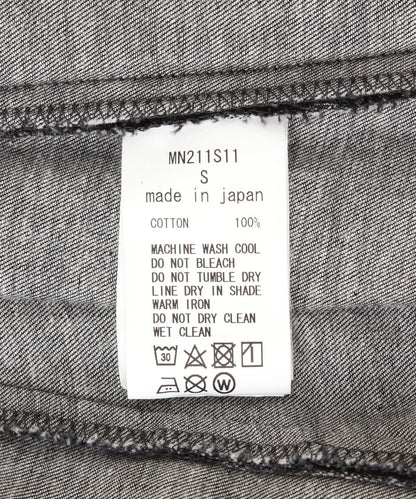 MN211S11
S
made in japan
COTTON 100%
MACHINE WASH COOL
DO NOT BLEACH
DO NOT TUMBLE DRY
LINE DRY IN SHADE
WARM IRON
DO NOT DRY CLEAN
WET CLEAN
30
W